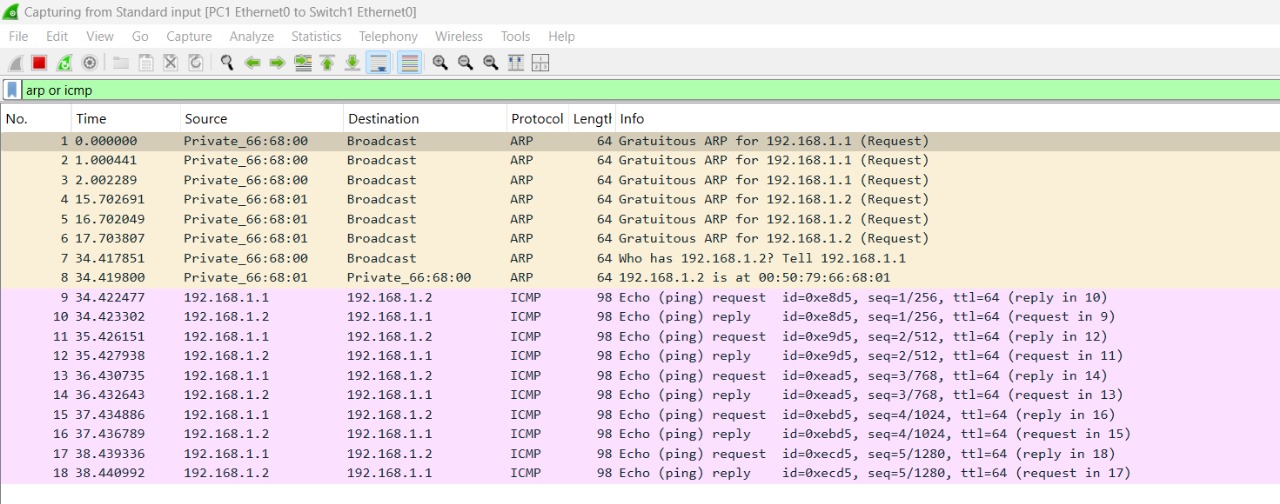 Capturing from Standard input [PC1 Ethernet0 to Switch1 Ethernet0]
File Edit View Go Capture Analyze Statistics Telephony Wireless Tools Help
arp or icmp
No. Time Source Destination Protocol Lengtl Info
1 0.000000 Private_66:68:00 Broadcast ARP 64 Gratuitous ARP for 192.168.1.1 (Request)
2 1.000441 Private_66:68:00 Broadcast ARP 64 Gratuitous ARP for 192.168.1.1 (Request)
3 2.002289 Private_66:68:00 Broadcast ARP 64 Gratuitous ARP for 192.168.1.1 (Request)
4 15.702691 Private_66:68:01 Broadcast ARP 64 Gratuitous ARP for 192.168.1.2 (Request)
5 16.702049 Private_66:68:01 Broadcast ARP 64 Gratuitous ARP for 192.168.1.2 (Request)
6 17.703807 Private_66:68:01 Broadcast ARP 64 Gratuitous ARP for 192.168.1.2 (Request)
7 34.417851 Private_66:68:00 Broadcast ARP 64 Who has 192.168.1.2? Tell 192.168.1.1
8 34.419800 Private_66:68:01 Private_66:68:00 ARP 64 192.168.1.2 is at 00:50:79:66:68:01
9 34.422477 192.168.1.1 192.168.1.2 ICMP 98 Echo (ping) request id=0xe8d5, seq=1/256, ttl=64 (reply in 10)
10 34.423302 192.168.1.2 192.168.1.1 ICMP 98 Echo (ping) reply id=0xe8d5, seq=1/256, ttl=64 (request in 9)
11 35.426151 192.168.1.1 192.168.1.2 ICMP 98 Echo (ping) request id=0xe9d5, seq=2/512, ttl=64 (reply in 12)
12 35.427938 192.168.1.2 192.168.1.1 ICMP 98 Echo (ping) reply id=0xe9d5, seq=2/512, ttl=64 (request in 11)
13 36.430735 192.168.1.1 192.168.1.2 ICMP 98 Echo (ping) request id=0xead5, seq=3/768, ttl=64 (reply in 14)
14 36.432643 192.168.1.2 192.168.1.1 ICMP 98 Echo (ping) reply id=0xead5, seq=3/768, ttl=64 (request in 13)
15 37.434886 192.168.1.1 192.168.1.2 ICMP 98 Echo (ping) request id=0xebd5, seq=4/1024, ttl=64 (reply in 16)
16 37.436789 192.168.1.2 192.168.1.1 ICMP 98 Echo (ping) reply id=0xebd5, seq=4/1024, ttl=64 (request in 15)
17 38.439336 192.168.1.1 192.168.1.2 ICMP 98 Echo (ping) request id=0xecd5, seq=5/1280, ttl=64 (reply in 18)
18 38.440992 192.168.1.2 192.168.1.1 ICMP 98 Echo (ping) reply id=0xecd5, seq=5/1280, ttl=64 (request in 17)